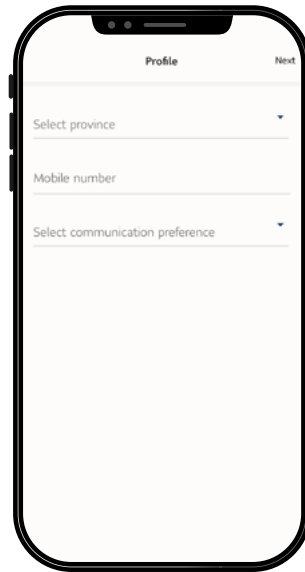 Profile
Next
Select province
Mobile number
Select communication preference